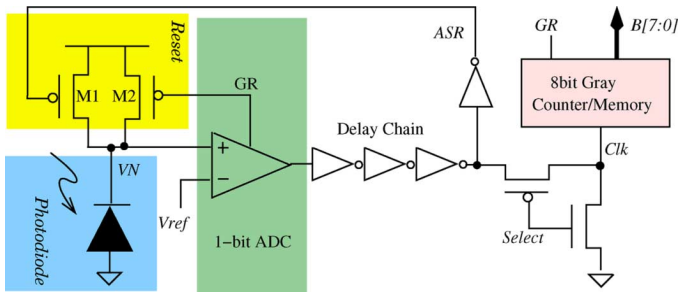 Reset
M1
M2
VN
Photodiode
GR
+
−
Vref
1−bit ADC
Delay Chain
ASR
GR
B[7:0]
8bit Gray
Counter/Memory
Clk
Select